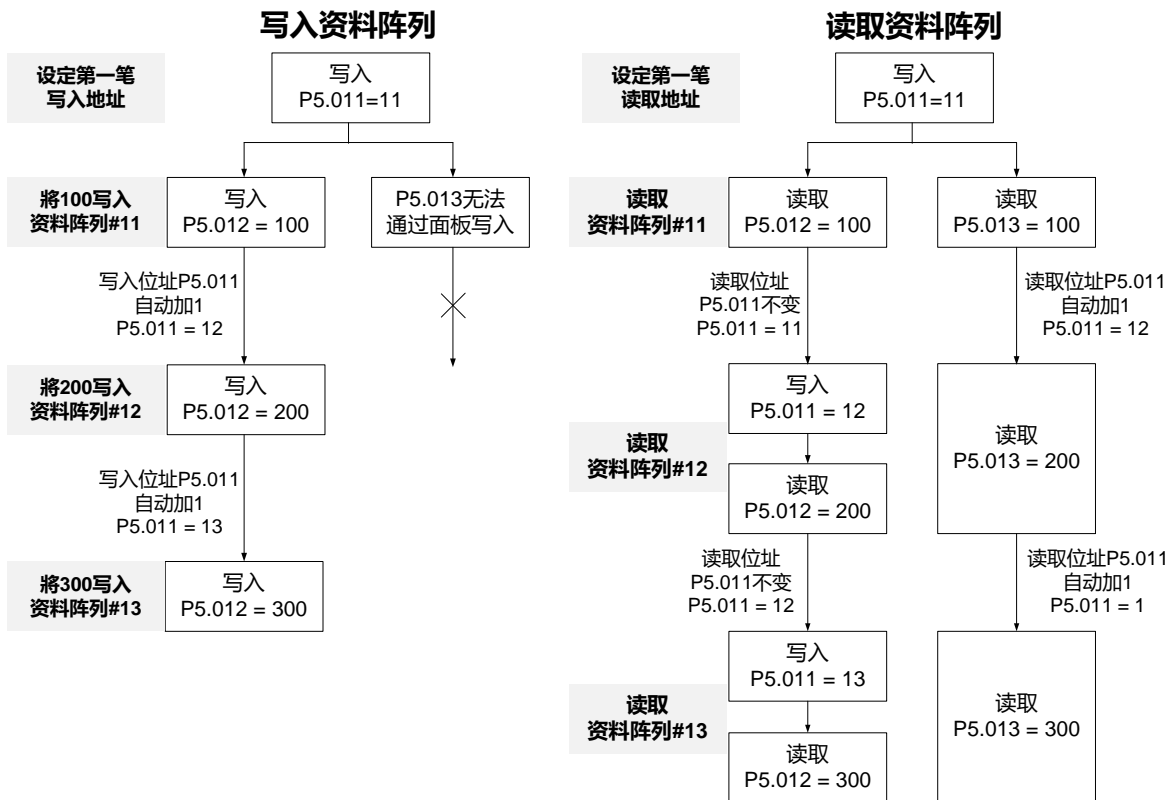 写入资料阵列
设定第一笔
写入地址
写入
P5.011=11
將100写入
资料阵列#11
写入
P5.012 = 100
P5.013无法
通过面板写入
写入位址P5.011
自动加1
P5.011 = 12
將200写入
资料阵列#12
写入
P5.012 = 200
写入位址P5.011
自动加1
P5.011 = 13
將300写入
资料阵列#13
写入
P5.012 = 300
读取资料阵列
设定第一笔
读取地址
写入
P5.011=11
读取
资料阵列#11
读取
P5.012 = 100
读取
P5.013 = 100
读取位址
P5.011不变
P5.011 = 11
读取位址P5.011
自动加1
P5.011 = 12
读取
资料阵列#12
写入
P5.011 = 12
读取
P5.012 = 200
读取
P5.013 = 200
读取位址
P5.011不变
P5.011 = 12
读取位址P5.011
自动加1
P5.011 = 1
读取
资料阵列#13
写入
P5.011 = 13
读取
P5.012 = 300
读取
P5.013 = 300